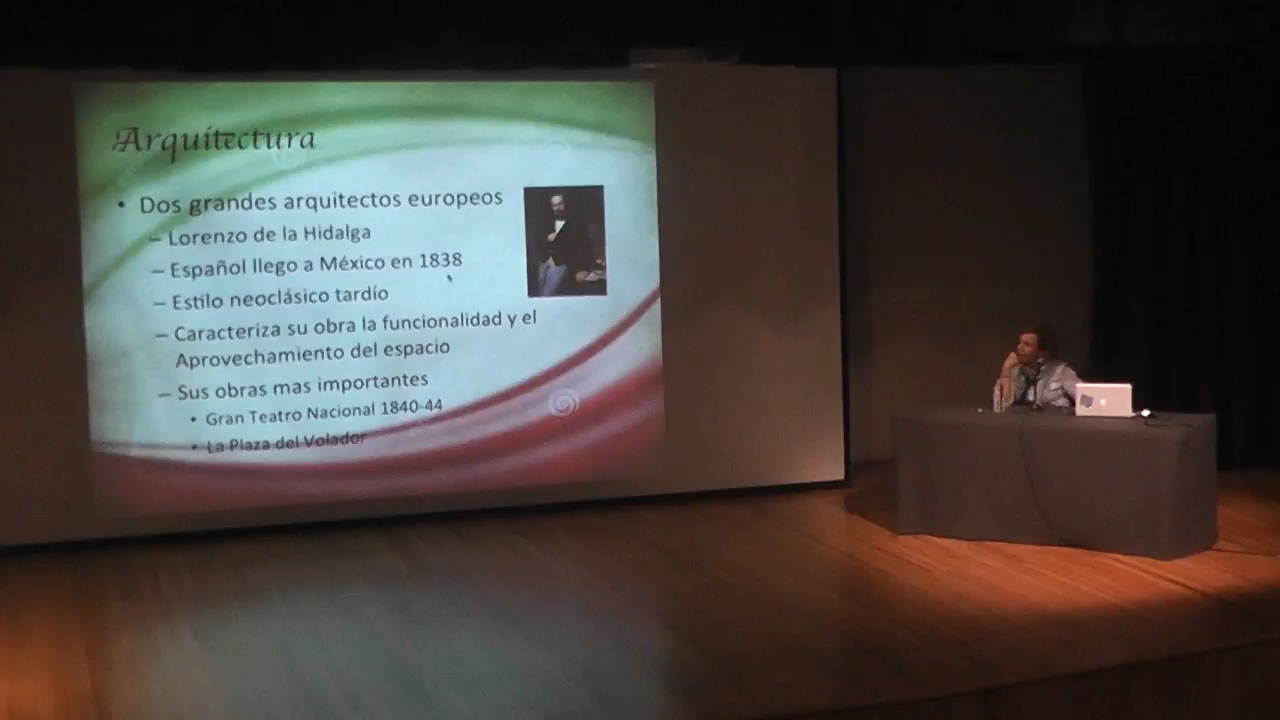 Arquitectura
• Dos grandes arquitectos europeos
– Lorenzo de la Hidalga
– Español llego a México en 1838
– Estilo neoclásico tardío
– Caracteriza su obra la funcionalidad y el
Aprovechamiento del espacio
– Sus obras mas importantes
• Gran Teatro Nacional 1840-44
• La Plaza del Volador